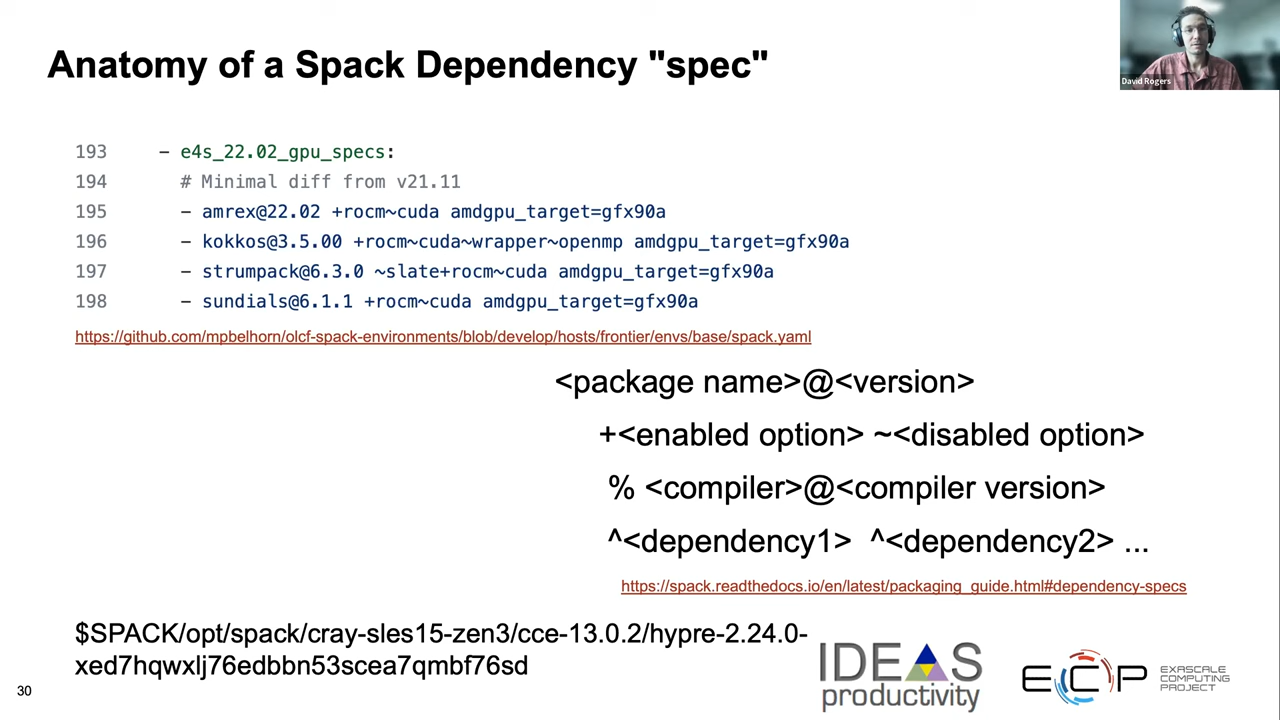 Anatomy of a Spack Dependency "spec"
David Rogers
193 - e4s_22.02_gpu_specs:
194 # Minimal diff from v21.11
195 - amrex@22.02 +rocm~cuda amdgpu_target=gfx90a
196 - kokkos@3.5.00 +rocm~cuda~wrapper~openmp amdgpu_target=gfx90a
197 - strumpack@6.3.0 ~slate+rocm~cuda amdgpu_target=gfx90a
198 - sundials@6.1.1 +rocm~cuda amdgpu_target=gfx90a
https://github.com/mpbelhorn/olcf-spack-environments/blob/develop/hosts/frontier/envs/base/spack.yaml
<package name>@<version>
+<enabled option> ~<disabled option>
% <compiler>@<compiler version>
^<dependency1> ^<dependency2> ...
https://spack.readthedocs.io/en/latest/packaging_guide.html#dependency-specs
$SPACK/opt/spack/cray-sles15-zen3/cce-13.0.2/hypre-2.24.0-
xed7hqwxlj76edbbn53scea7qmbf76sd
30
IDEAS
productivity
ECP
EXASCALE
COMPUTING
PROJECT